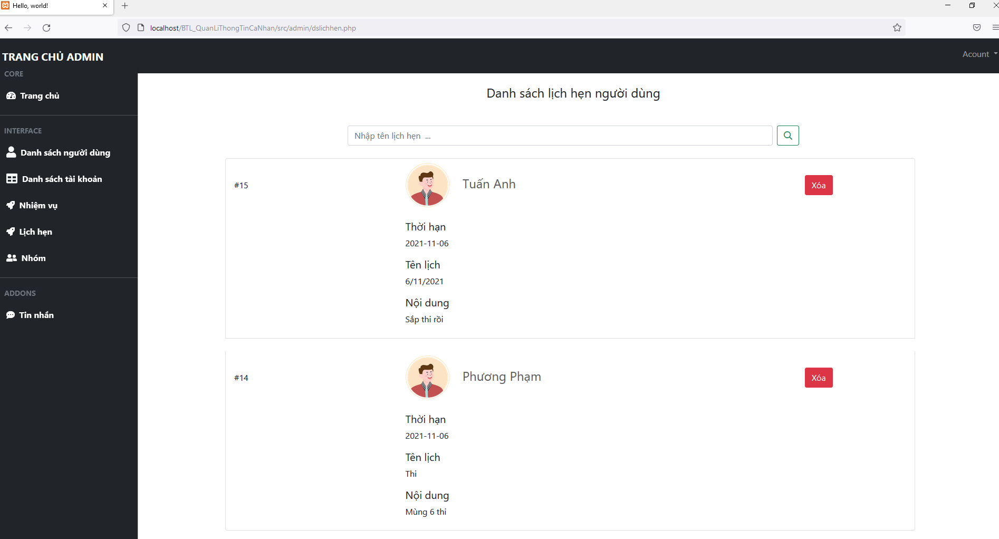 Hello, world!
localhost/BTL_QuanLiThongTinCaNhan/src/admin/dslichhen.php
TRANG CHỦ ADMIN
Acount
CORE
Trang chủ
INTERFACE
Danh sách người dùng
Danh sách tài khoản
Nhiệm vụ
Lịch hẹn
Nhóm
ADDONS
Tin nhắn
Danh sách lịch hẹn người dùng
Nhập tên lịch hẹn ...
#15
Tuấn Anh
Xóa
Thời hạn
2021-11-06
Tên lịch
6/11/2021
Nội dung
Sắp thi rồi
#14
Phương Phạm
Xóa
Thời hạn
2021-11-06
Tên lịch
Thi
Nội dung
Mùng 6 thi